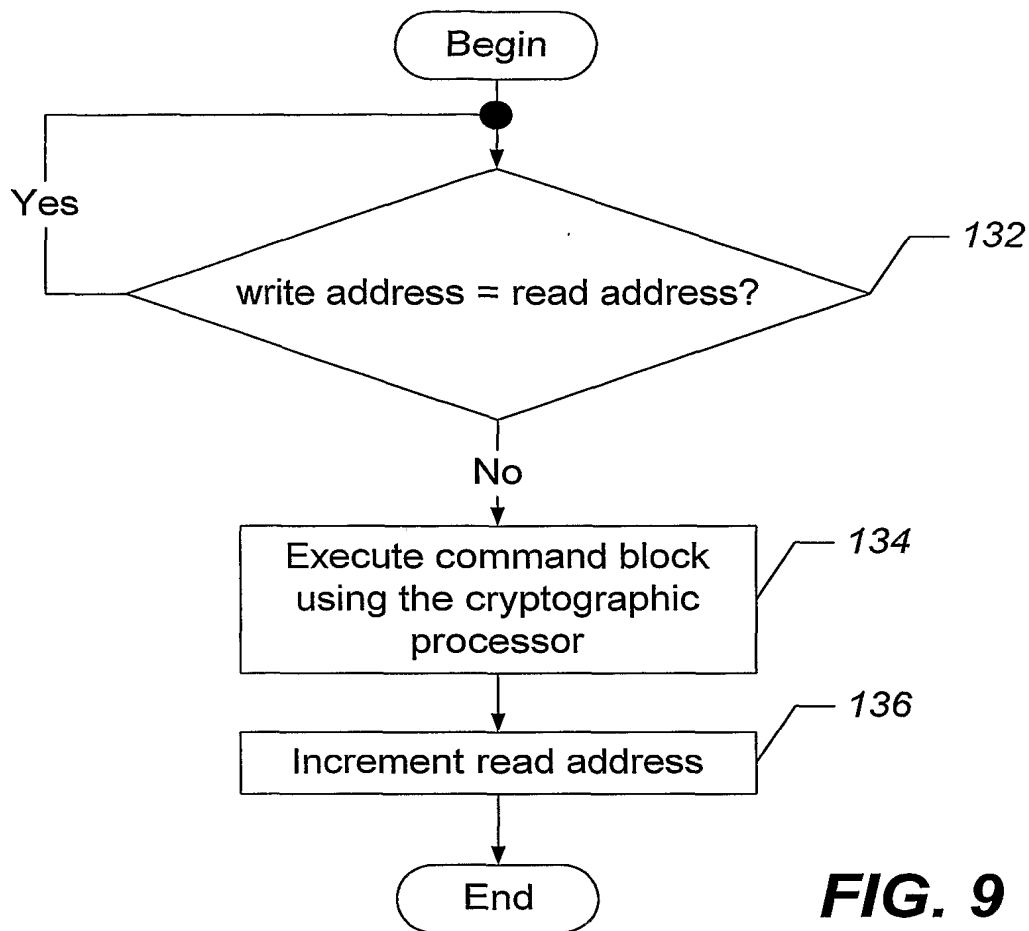 Begin
Yes
132
write address = read address?
No
134
Execute command block
using the cryptographic
processor
136
Increment read address
End
FIG. 9